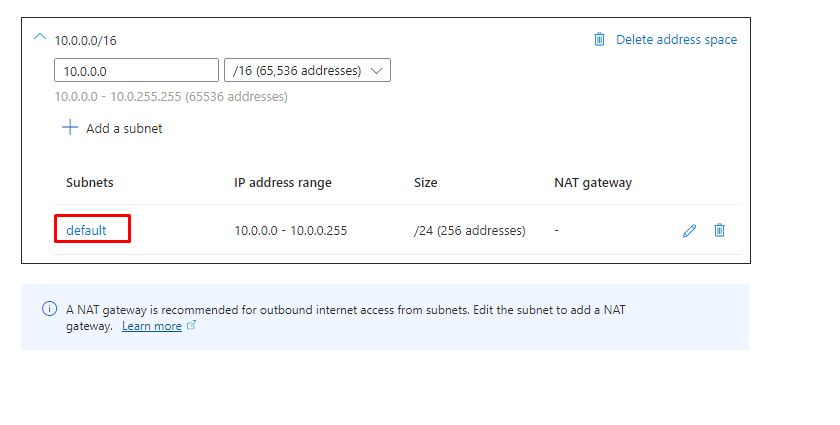 10.0.0.0/16 Delete address space
10.0.0.0 /16 (65,536 addresses)
10.0.0.0 - 10.0.255.255 (65536 addresses)
Add a subnet
Subnets IP address range Size NAT gateway
default 10.0.0.0 - 10.0.0.255 /24 (256 addresses) -
A NAT gateway is recommended for outbound internet access from subnets. Edit the subnet to add a NAT
gateway. Learn more